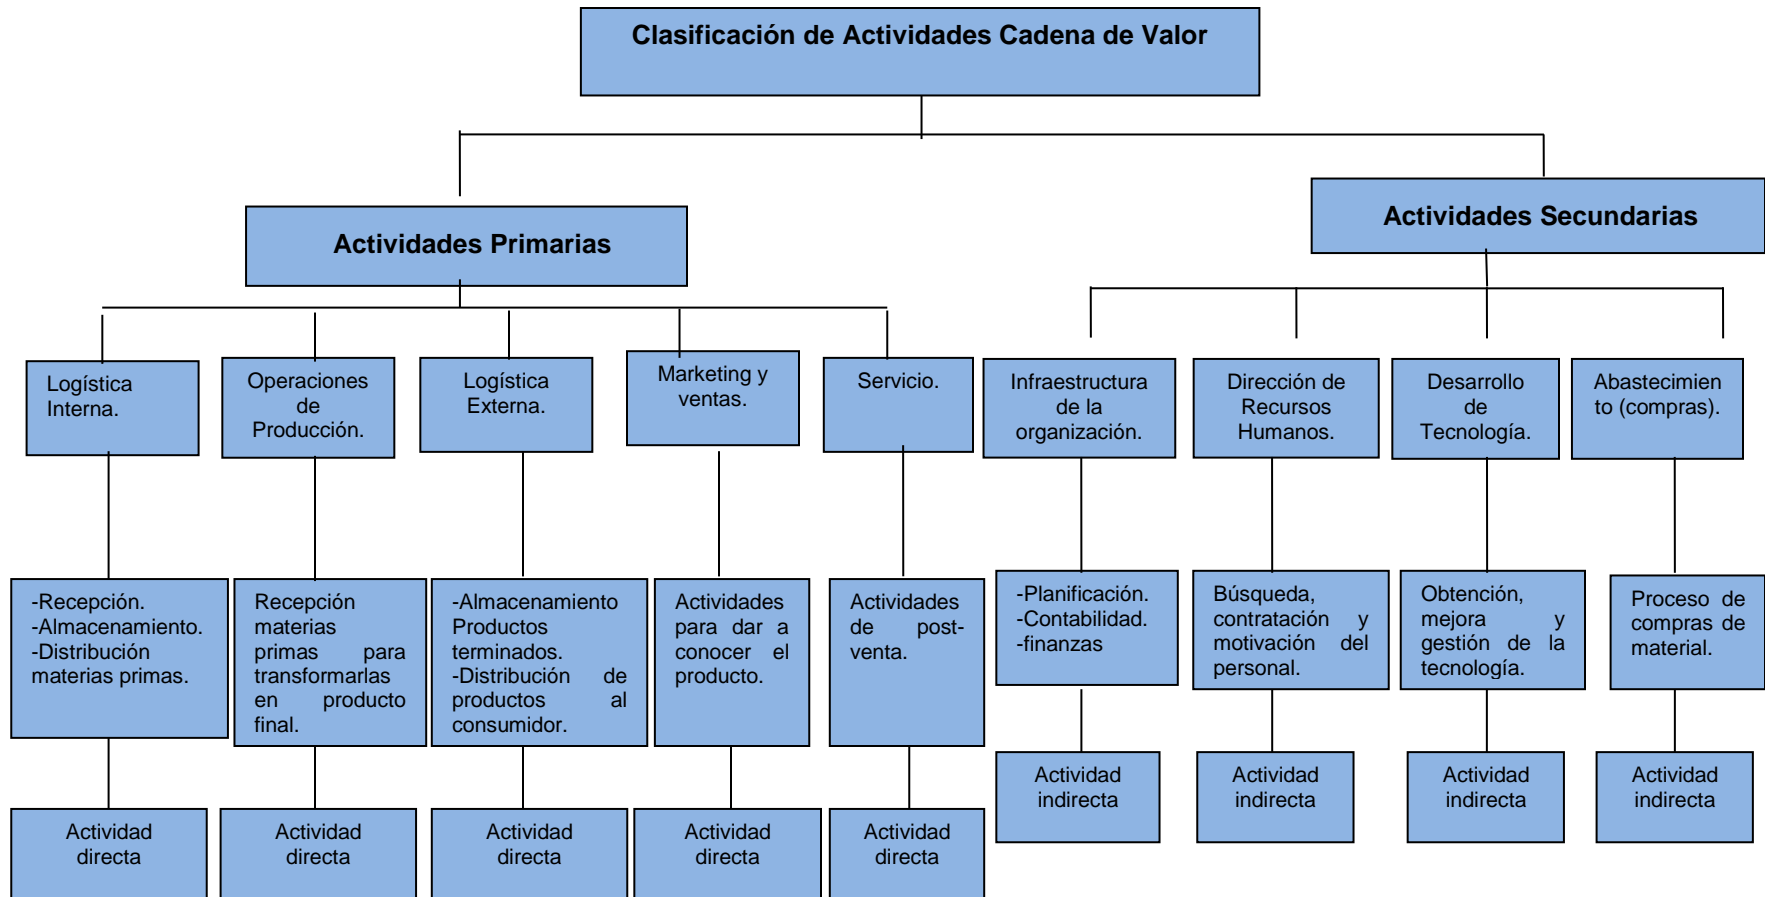 Clasificación de Actividades Cadena de Valor
Actividades Primarias
Actividades Secundarias
Logística
Interna.
Operaciones
de
Producción.
Logística
Externa.
Marketing y
ventas.
Servicio.
Infraestructura
de la
organización.
Dirección de
Recursos
Humanos.
Desarrollo
de
Tecnología.
Abastecimien
to (compras).
-Recepción.
-Almacenamiento.
-Distribución
materias primas.
Recepción
materias
primas para
transformarlas
en producto
final.
-Almacenamiento
Productos
terminados.
-Distribución de
productos al
consumidor.
Actividades
para dar a
conocer el
producto.
Actividades
de post-
venta.
-Planificación.
-Contabilidad.
-finanzas
Búsqueda,
contratación y
motivación del
personal.
Obtención,
mejora y
gestión de la
tecnología.
Proceso de
compras de
material.
Actividad
directa
Actividad
directa
Actividad
directa
Actividad
directa
Actividad
directa
Actividad
indirecta
Actividad
indirecta
Actividad
indirecta
Actividad
indirecta